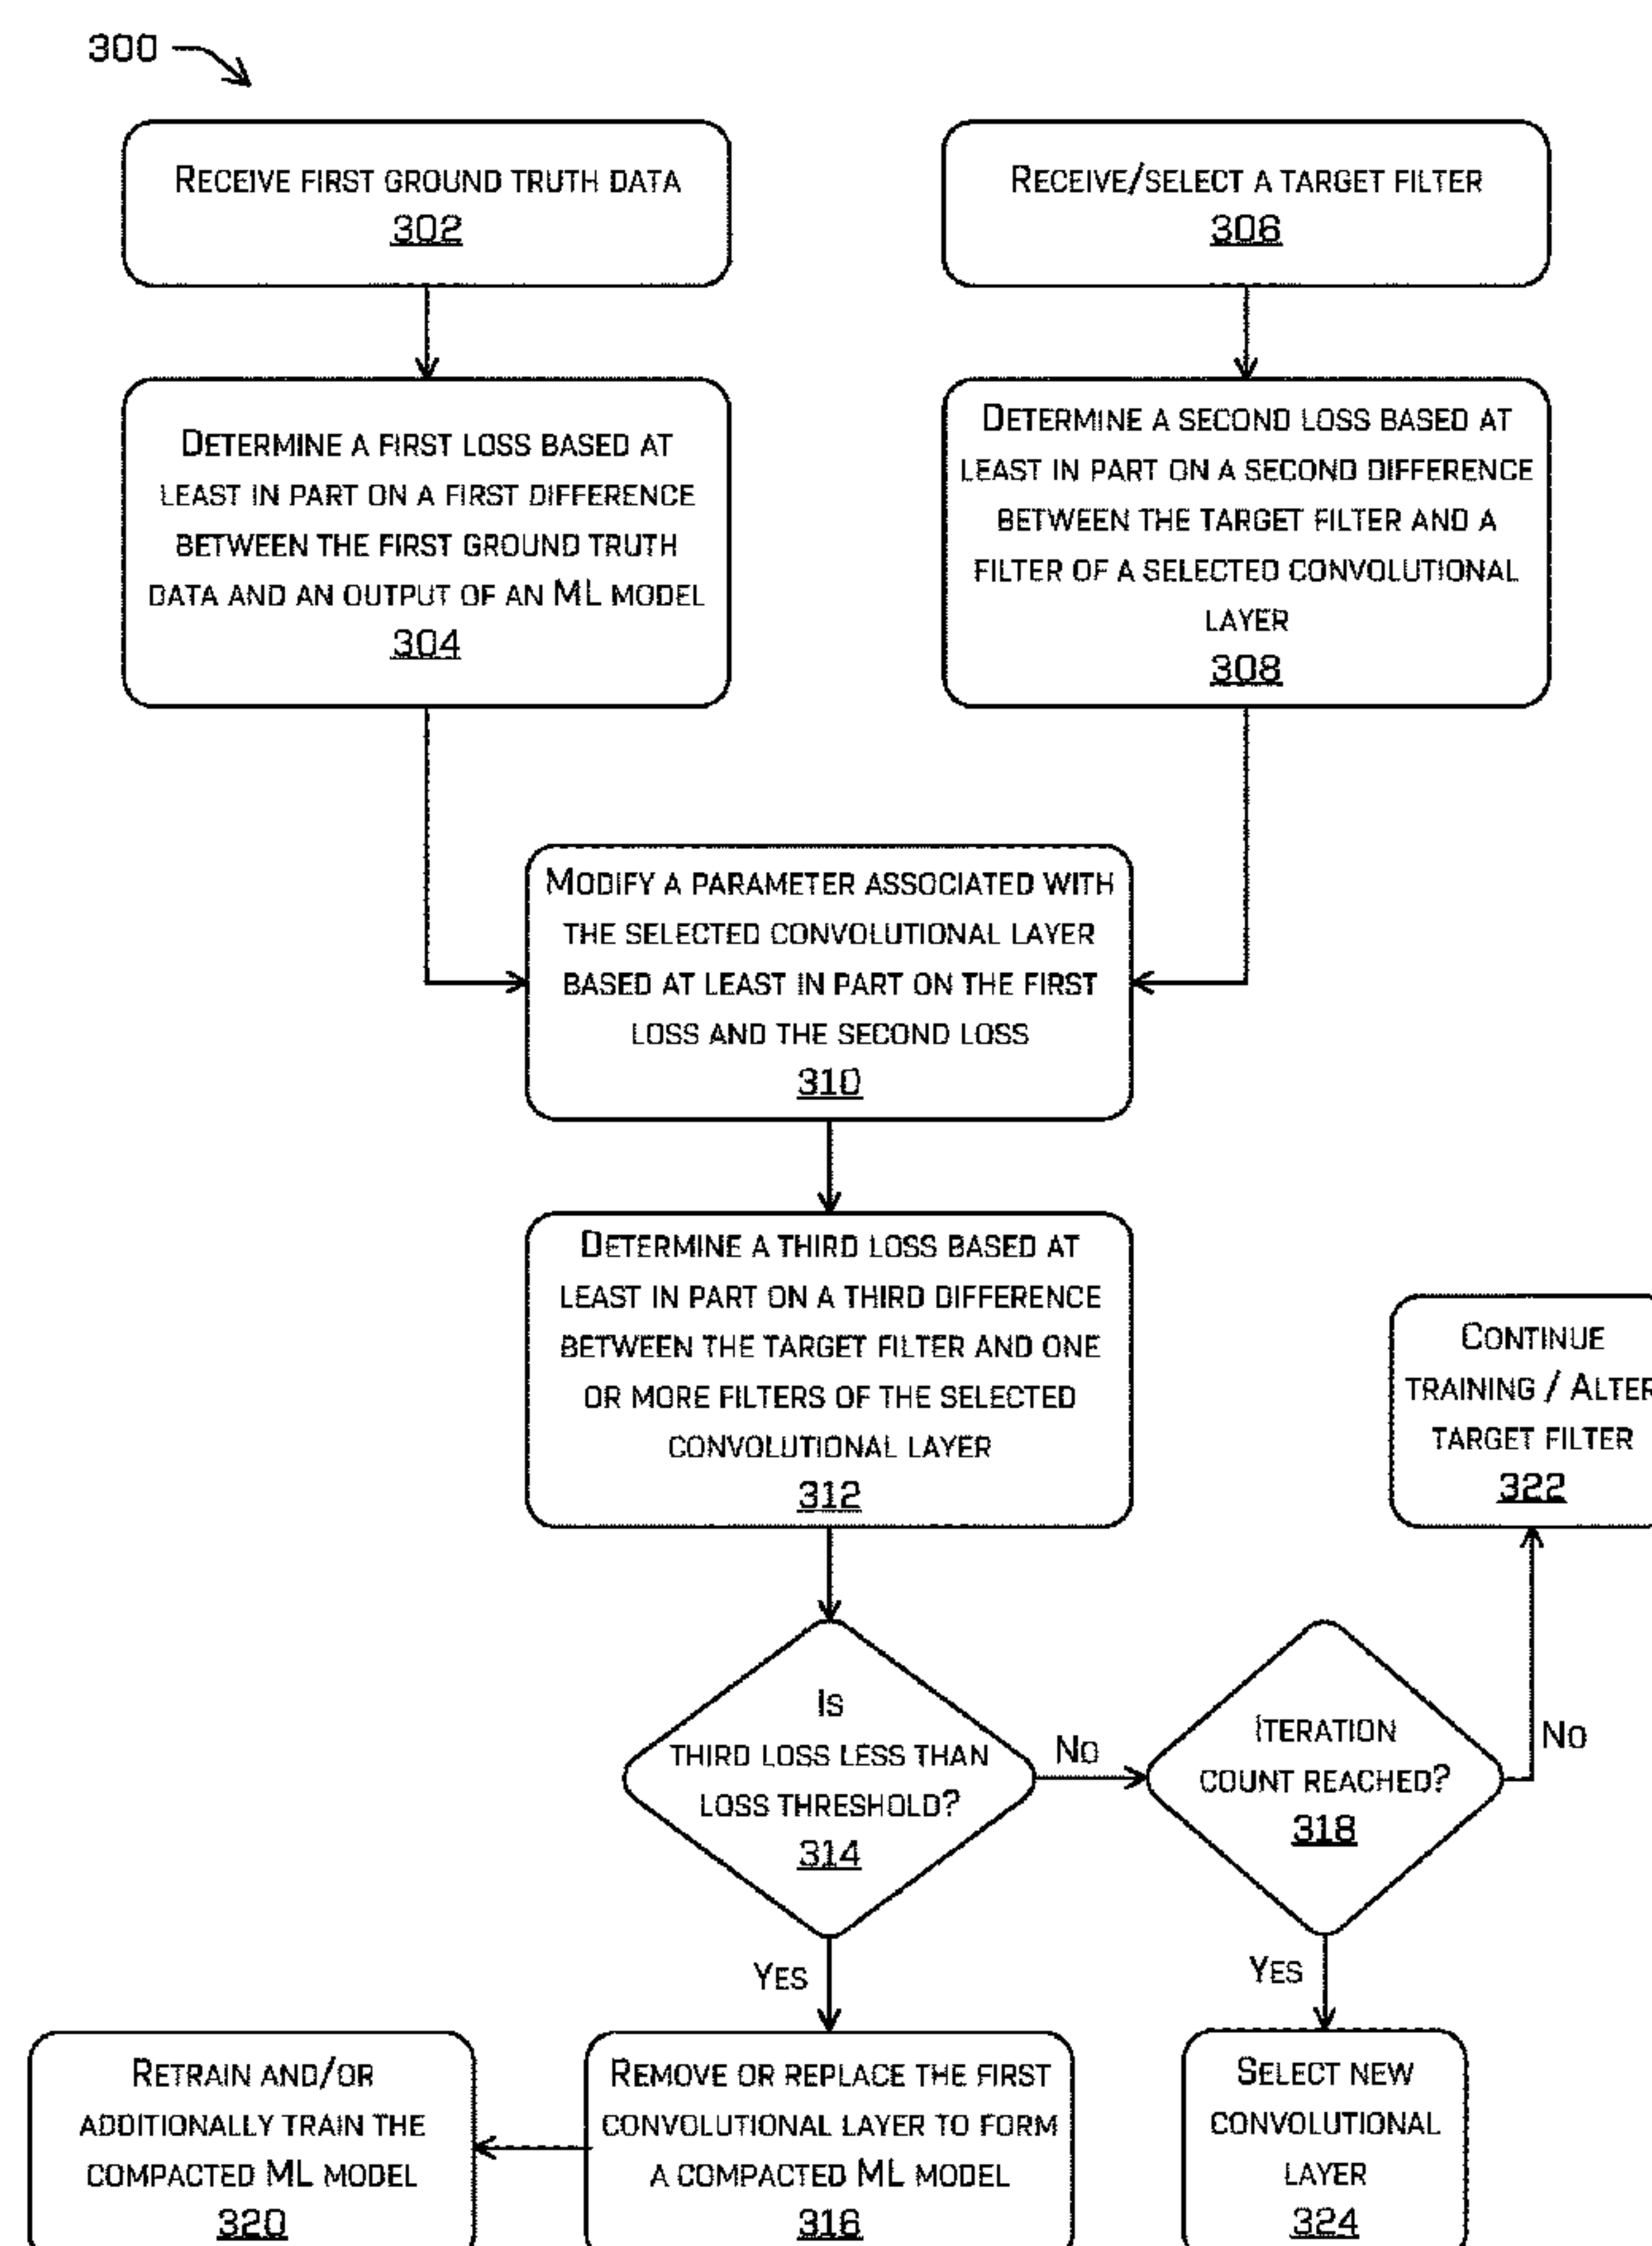 300
RECEIVE FIRST GROUND TRUTH DATA
302
RECEIVE/SELECT A TARGET FILTER
306
DETERMINE A FIRST LOSS BASED AT
LEAST IN PART ON A FIRST DIFFERENCE
BETWEEN THE FIRST GROUND TRUTH
DATA AND AN OUTPUT OF AN ML MODEL
304
DETERMINE A SECOND LOSS BASED AT
LEAST IN PART ON A SECOND DIFFERENCE
BETWEEN THE TARGET FILTER AND A
FILTER OF A SELECTED CONVOLUTIONAL
LAYER
308
MODIFY A PARAMETER ASSOCIATED WITH
THE SELECTED CONVOLUTIONAL LAYER
BASED AT LEAST IN PART ON THE FIRST
LOSS AND THE SECOND LOSS
310
DETERMINE A THIRD LOSS BASED AT
LEAST IN PART ON A THIRD DIFFERENCE
BETWEEN THE TARGET FILTER AND ONE
OR MORE FILTERS OF THE SELECTED
CONVOLUTIONAL LAYER
312
CONTINUE
TRAINING / ALTER
TARGET FILTER
322
IS
THIRD LOSS LESS THAN
LOSS THRESHOLD?
314
NO
ITERATION
COUNT REACHED?
318
NO
YES
YES
RETRAIN AND/OR
ADDITIONALLY TRAIN THE
COMPACTED ML MODEL
320
REMOVE OR REPLACE THE FIRST
CONVOLUTIONAL LAYER TO FORM
A COMPACTED ML MODEL
316
SELECT NEW
CONVOLUTIONAL
LAYER
324